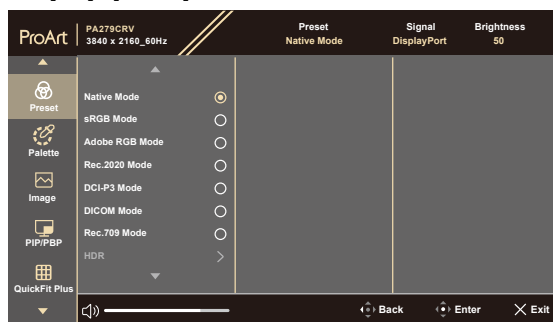 ProArt
PA279CRV
3840 x 2160_60Hz
Preset
Native Mode
Signal
DisplayPort
Brightness
50
Preset
Palette
Image
PIP/PBP
QuickFit Plus
Native Mode
sRGB Mode
Adobe RGB Mode
Rec.2020 Mode
DCI-P3 Mode
DICOM Mode
Rec.709 Mode
HDR
Back
Enter
Exit